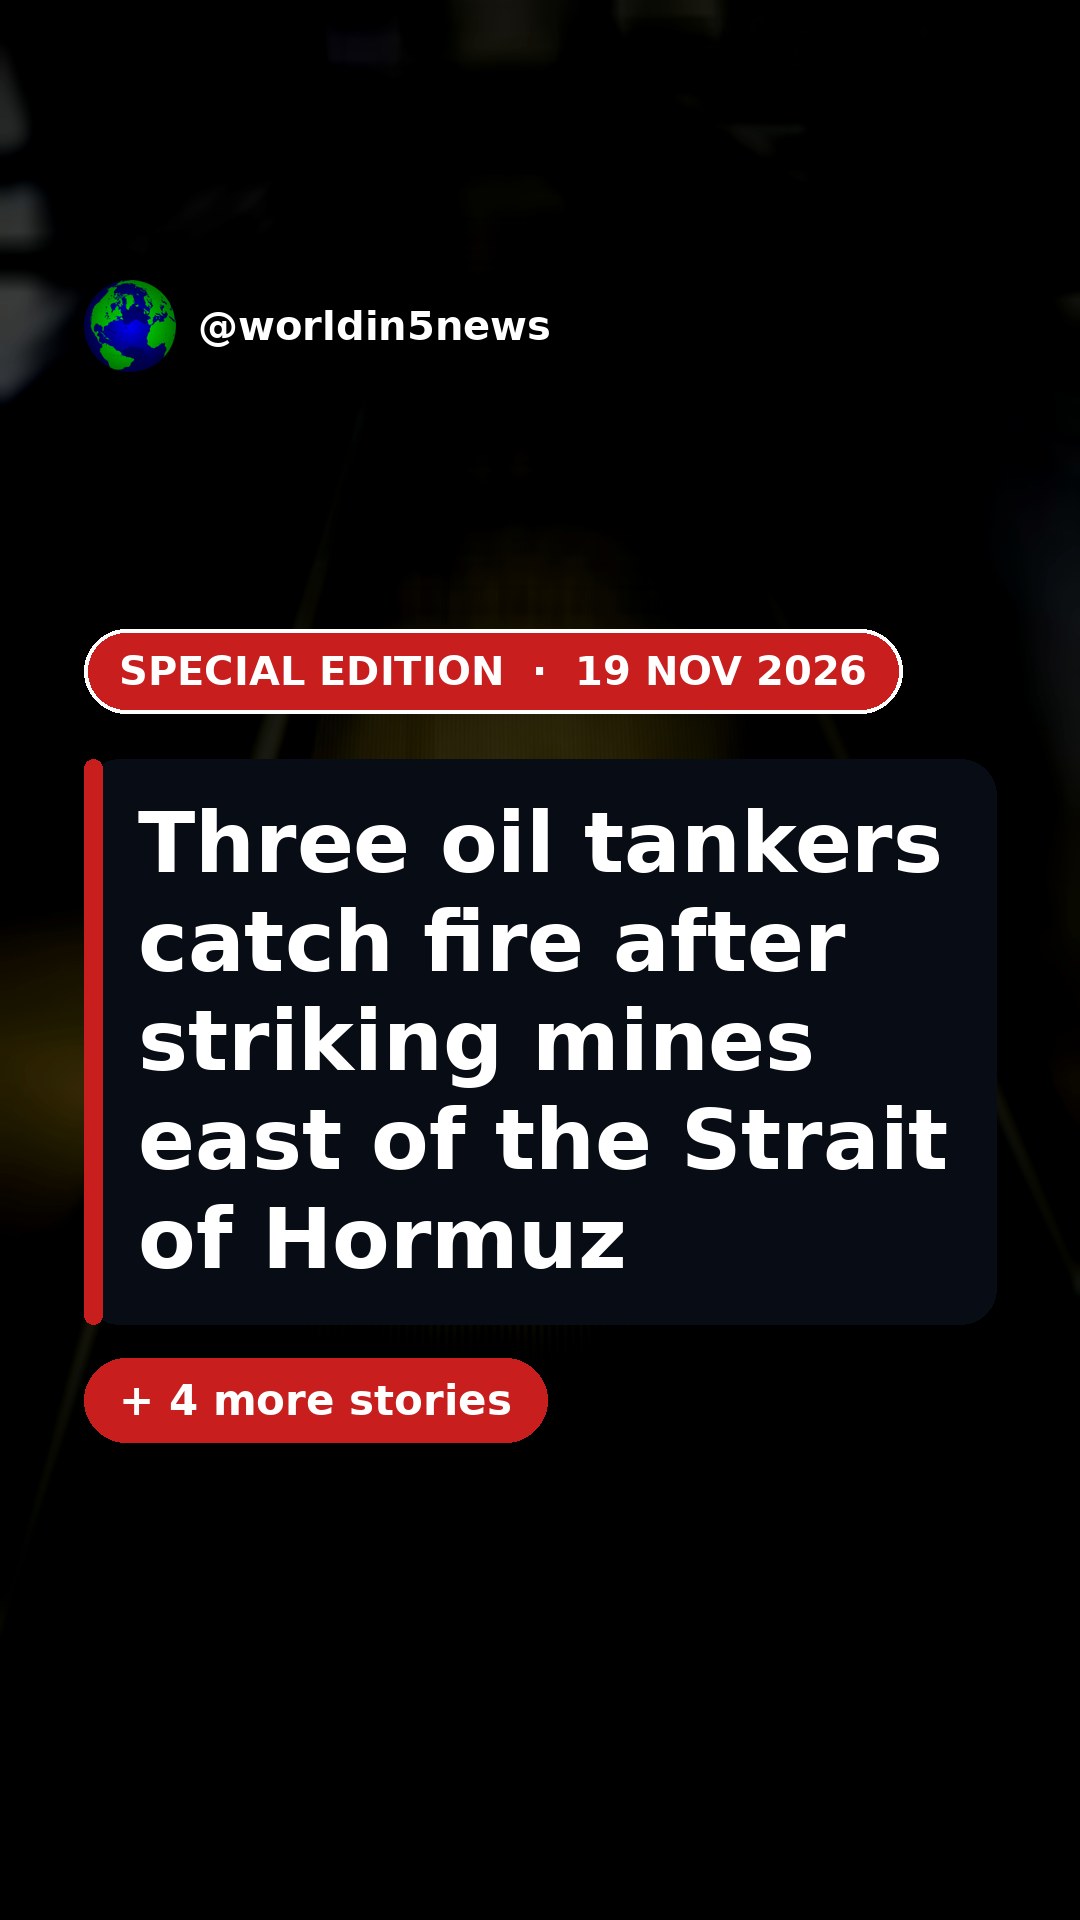 @worldin5news
SPECIAL EDITION · 19 NOV 2026
Three oil tankers
catch fire after
striking mines
east of the Strait
of Hormuz
+ 4 more stories